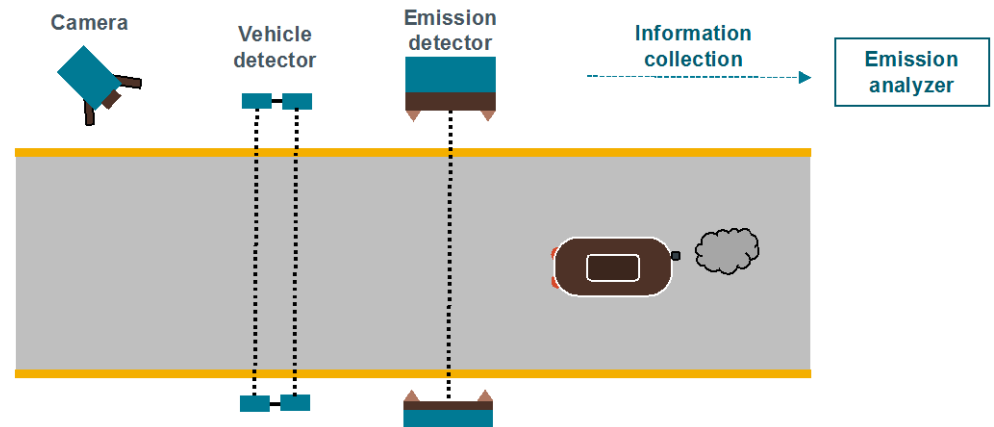 Camera
Vehicle
detector
Emission
detector
Information
collection
Emission
analyzer